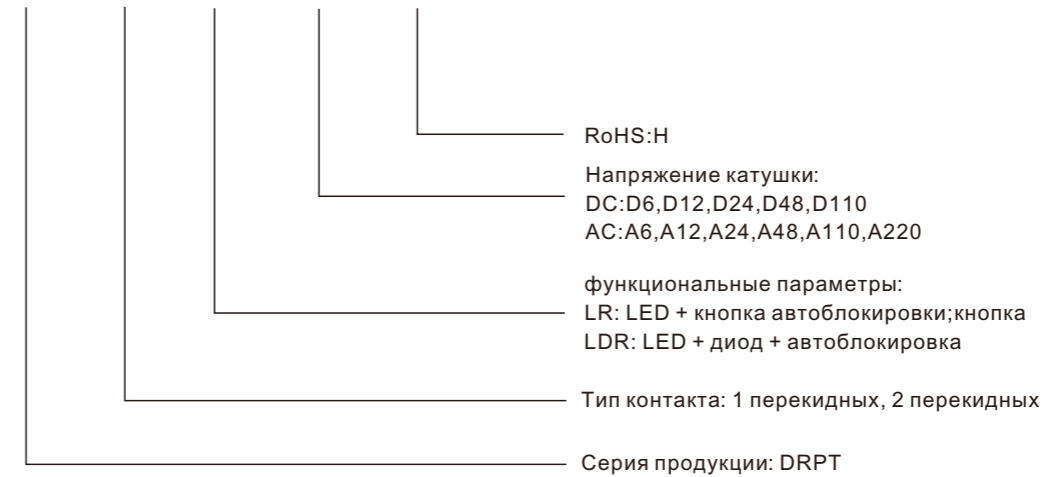 RoHS:H
Напряжение катушки:
DC:D6,D12,D24,D48,D110
AC:A6,A12,A24,A48,A110,A220
функциональные параметры:
LR: LED + кнопка автоблокировки;кнопка
LDR: LED + диод + автоблокировка
Тип контакта: 1 перекидных, 2 перекидных
Серия продукции: DRPT